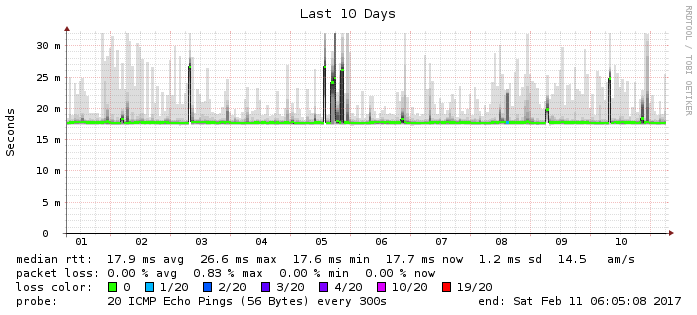 Last 10 Days
RRDTOOL / TOBI OETIKER
Seconds
30 m
25 m
20 m
15 m
10 m
5 m
0
01 02 03 04 05 06 07 08 09 10
median rtt: 17.9 ms avg 26.6 ms max 17.6 ms min 17.7 ms now 1.2 ms sd 14.5 am/s
packet loss: 0.00 % avg 0.83 % max 0.00 % min 0.00 % now
loss color: 0 1/20 2/20 3/20 4/20 10/20 19/20
probe: 20 ICMP Echo Pings (56 Bytes) every 300s end: Sat Feb 11 06:05:08 2017